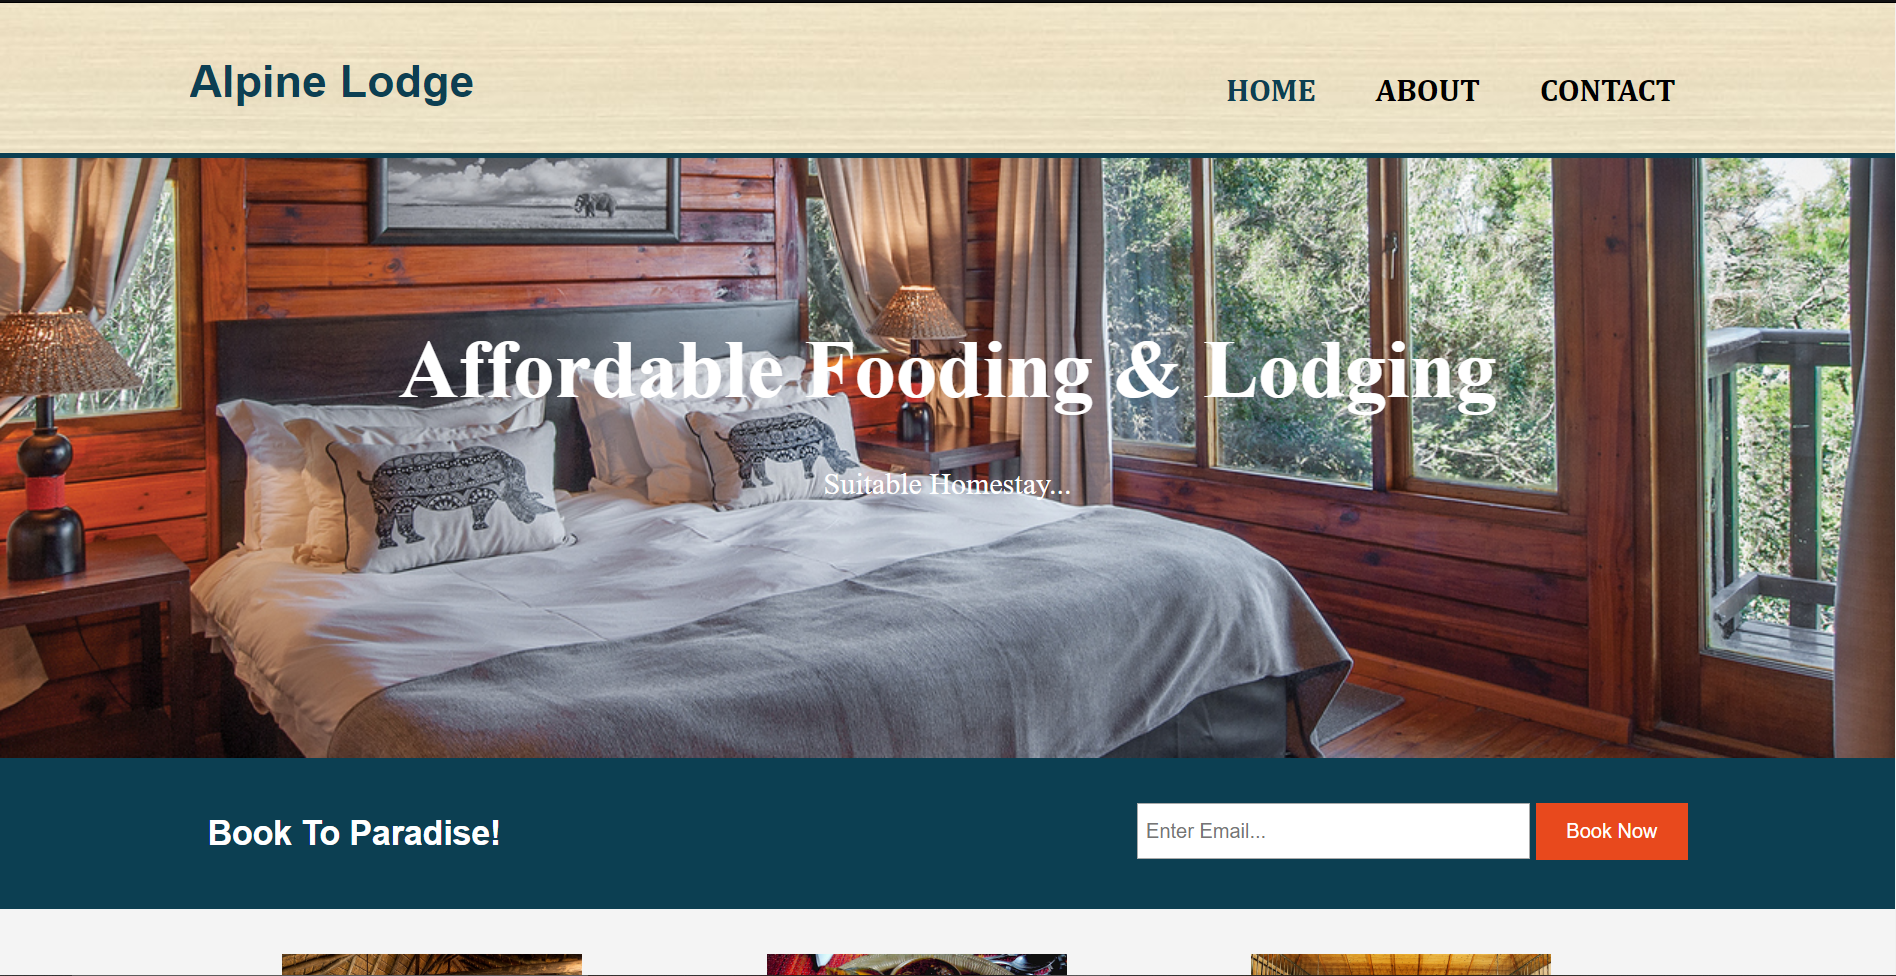 Alpine Lodge
HOME ABOUT CONTACT
Affordable Fooding & Lodging
Suitable Homestay...
Book To Paradise!
Enter Email... Book Now